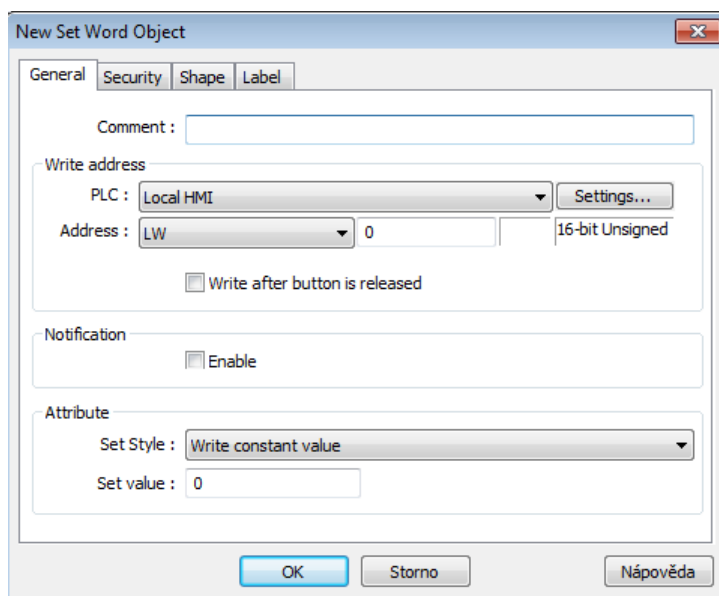 New Set Word Object
General Security Shape Label
Comment :
Write address
PLC : Local HMI Settings...
Address : LW 0 16-bit Unsigned
Write after button is released
Notification
Enable
Attribute
Set Style : Write constant value
Set value : 0
OK Storno Nápověda